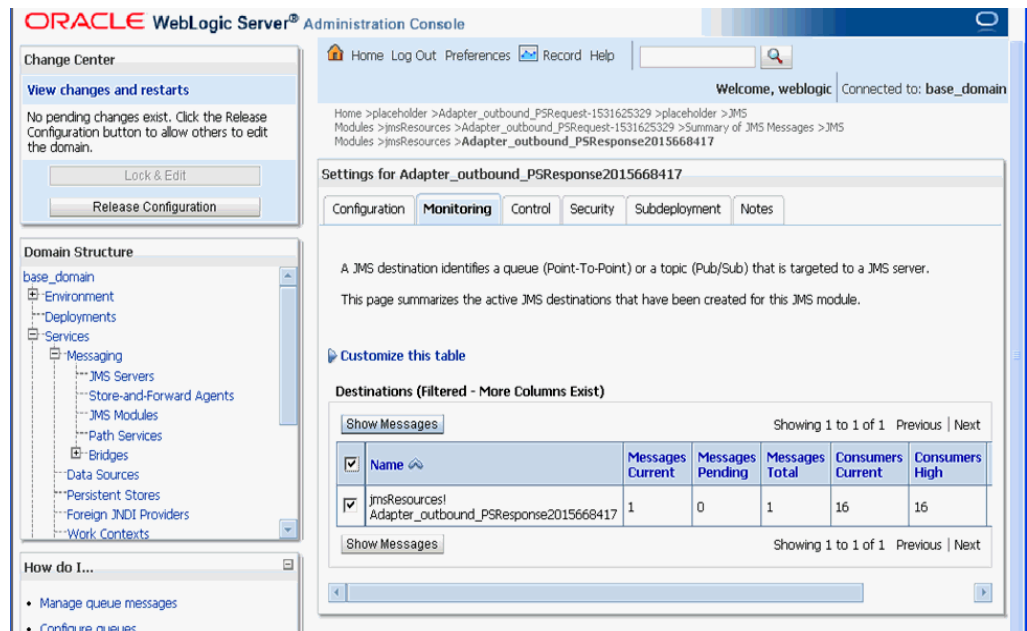 ORACLE WebLogic Server® Administration Console
Change Center
View changes and restarts
No pending changes exist. Click the Release
Configuration button to allow others to edit
the domain.
Lock & Edit
Release Configuration
Domain Structure
base_domain
Environment
Deployments
Services
Messaging
JMS Servers
Store-and-Forward Agents
JMS Modules
Path Services
Bridges
Data Sources
Persistent Stores
Foreign JNDI Providers
Work Contexts
How do I...
Manage queue messages
Configure queues
Home Log Out Preferences Record Help
Welcome, weblogic Connected to: base_domain
Home >placeholder >Adapter_outbound_PSRequest-1531625329 >placeholder >JMS
Modules >jmsResources >Adapter_outbound_PSRequest-1531625329 >Summary of JMS Messages >JMS
Modules >jmsResources >Adapter_outbound_PSResponse2015668417
Settings for Adapter_outbound_PSResponse2015668417
Configuration Monitoring Control Security Subdeployment Notes
A JMS destination identifies a queue (Point-To-Point) or a topic (Pub/Sub) that is targeted to a JMS server.
This page summarizes the active JMS destinations that have been created for this JMS module.
Customize this table
Destinations (Filtered - More Columns Exist)
Show Messages Showing 1 to 1 of 1 Previous | Next
Name Messages Current Messages Pending Messages Total Consumers Current Consumers High
jmsResources!
Adapter_outbound_PSResponse2015668417 1 0 1 16 16
Show Messages Showing 1 to 1 of 1 Previous | Next